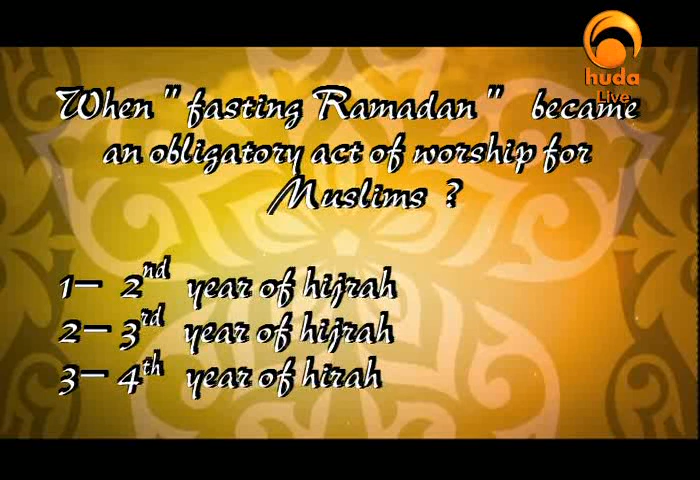 huda
Live
When " fasting Ramadan " became
an obligatory act of worship for
Muslims ?
1- 2nd year of hijrah
2- 3rd year of hijrah
3- 4th year of hirah